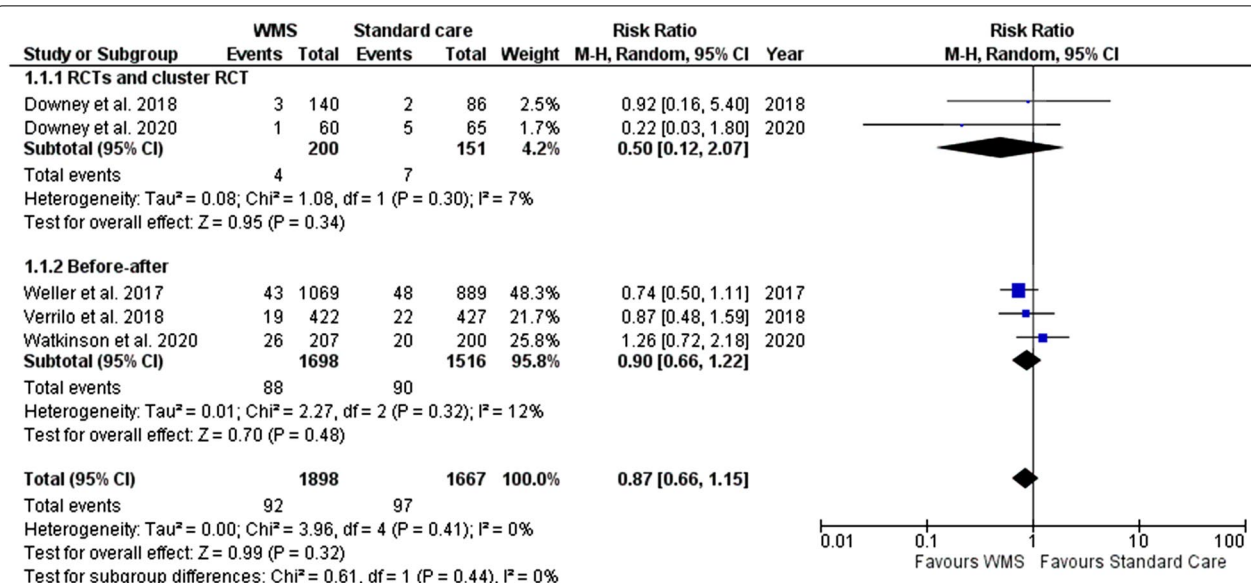 WMS Standard care Risk Ratio Risk Ratio
Study or Subgroup Events Total Events Total Weight M-H, Random, 95% CI Year M-H, Random, 95% CI
1.1.1 RCTs and cluster RCT
Downey et al. 2018 3 140 2 86 2.5% 0.92 [0.16, 5.40] 2018
Downey et al. 2020 1 60 5 65 1.7% 0.22 [0.03, 1.80] 2020
Subtotal (95% CI) 200 151 4.2% 0.50 [0.12, 2.07]
Total events 4 7
Heterogeneity: Tau² = 0.08; Chi² = 1.08, df = 1 (P = 0.30); I² = 7%
Test for overall effect: Z = 0.95 (P = 0.34)
1.1.2 Before-after
Weller et al. 2017 43 1069 48 889 48.3% 0.74 [0.50, 1.11] 2017
Verrilo et al. 2018 19 422 22 427 21.7% 0.87 [0.48, 1.59] 2018
Watkinson et al. 2020 26 207 20 200 25.8% 1.26 [0.72, 2.18] 2020
Subtotal (95% CI) 1698 1516 95.8% 0.90 [0.66, 1.22]
Total events 88 90
Heterogeneity: Tau² = 0.01; Chi² = 2.27, df = 2 (P = 0.32); I² = 12%
Test for overall effect: Z = 0.70 (P = 0.48)
Total (95% CI) 1898 1667 100.0% 0.87 [0.66, 1.15]
Total events 92 97
Heterogeneity: Tau² = 0.00; Chi² = 3.96, df = 4 (P = 0.41); I² = 0%
Test for overall effect: Z = 0.99 (P = 0.32)
Test for subgroup differences: Chi² = 0.61, df = 1 (P = 0.44), I² = 0%
0.01 0.1 1 10 100
Favours WMS Favours Standard Care